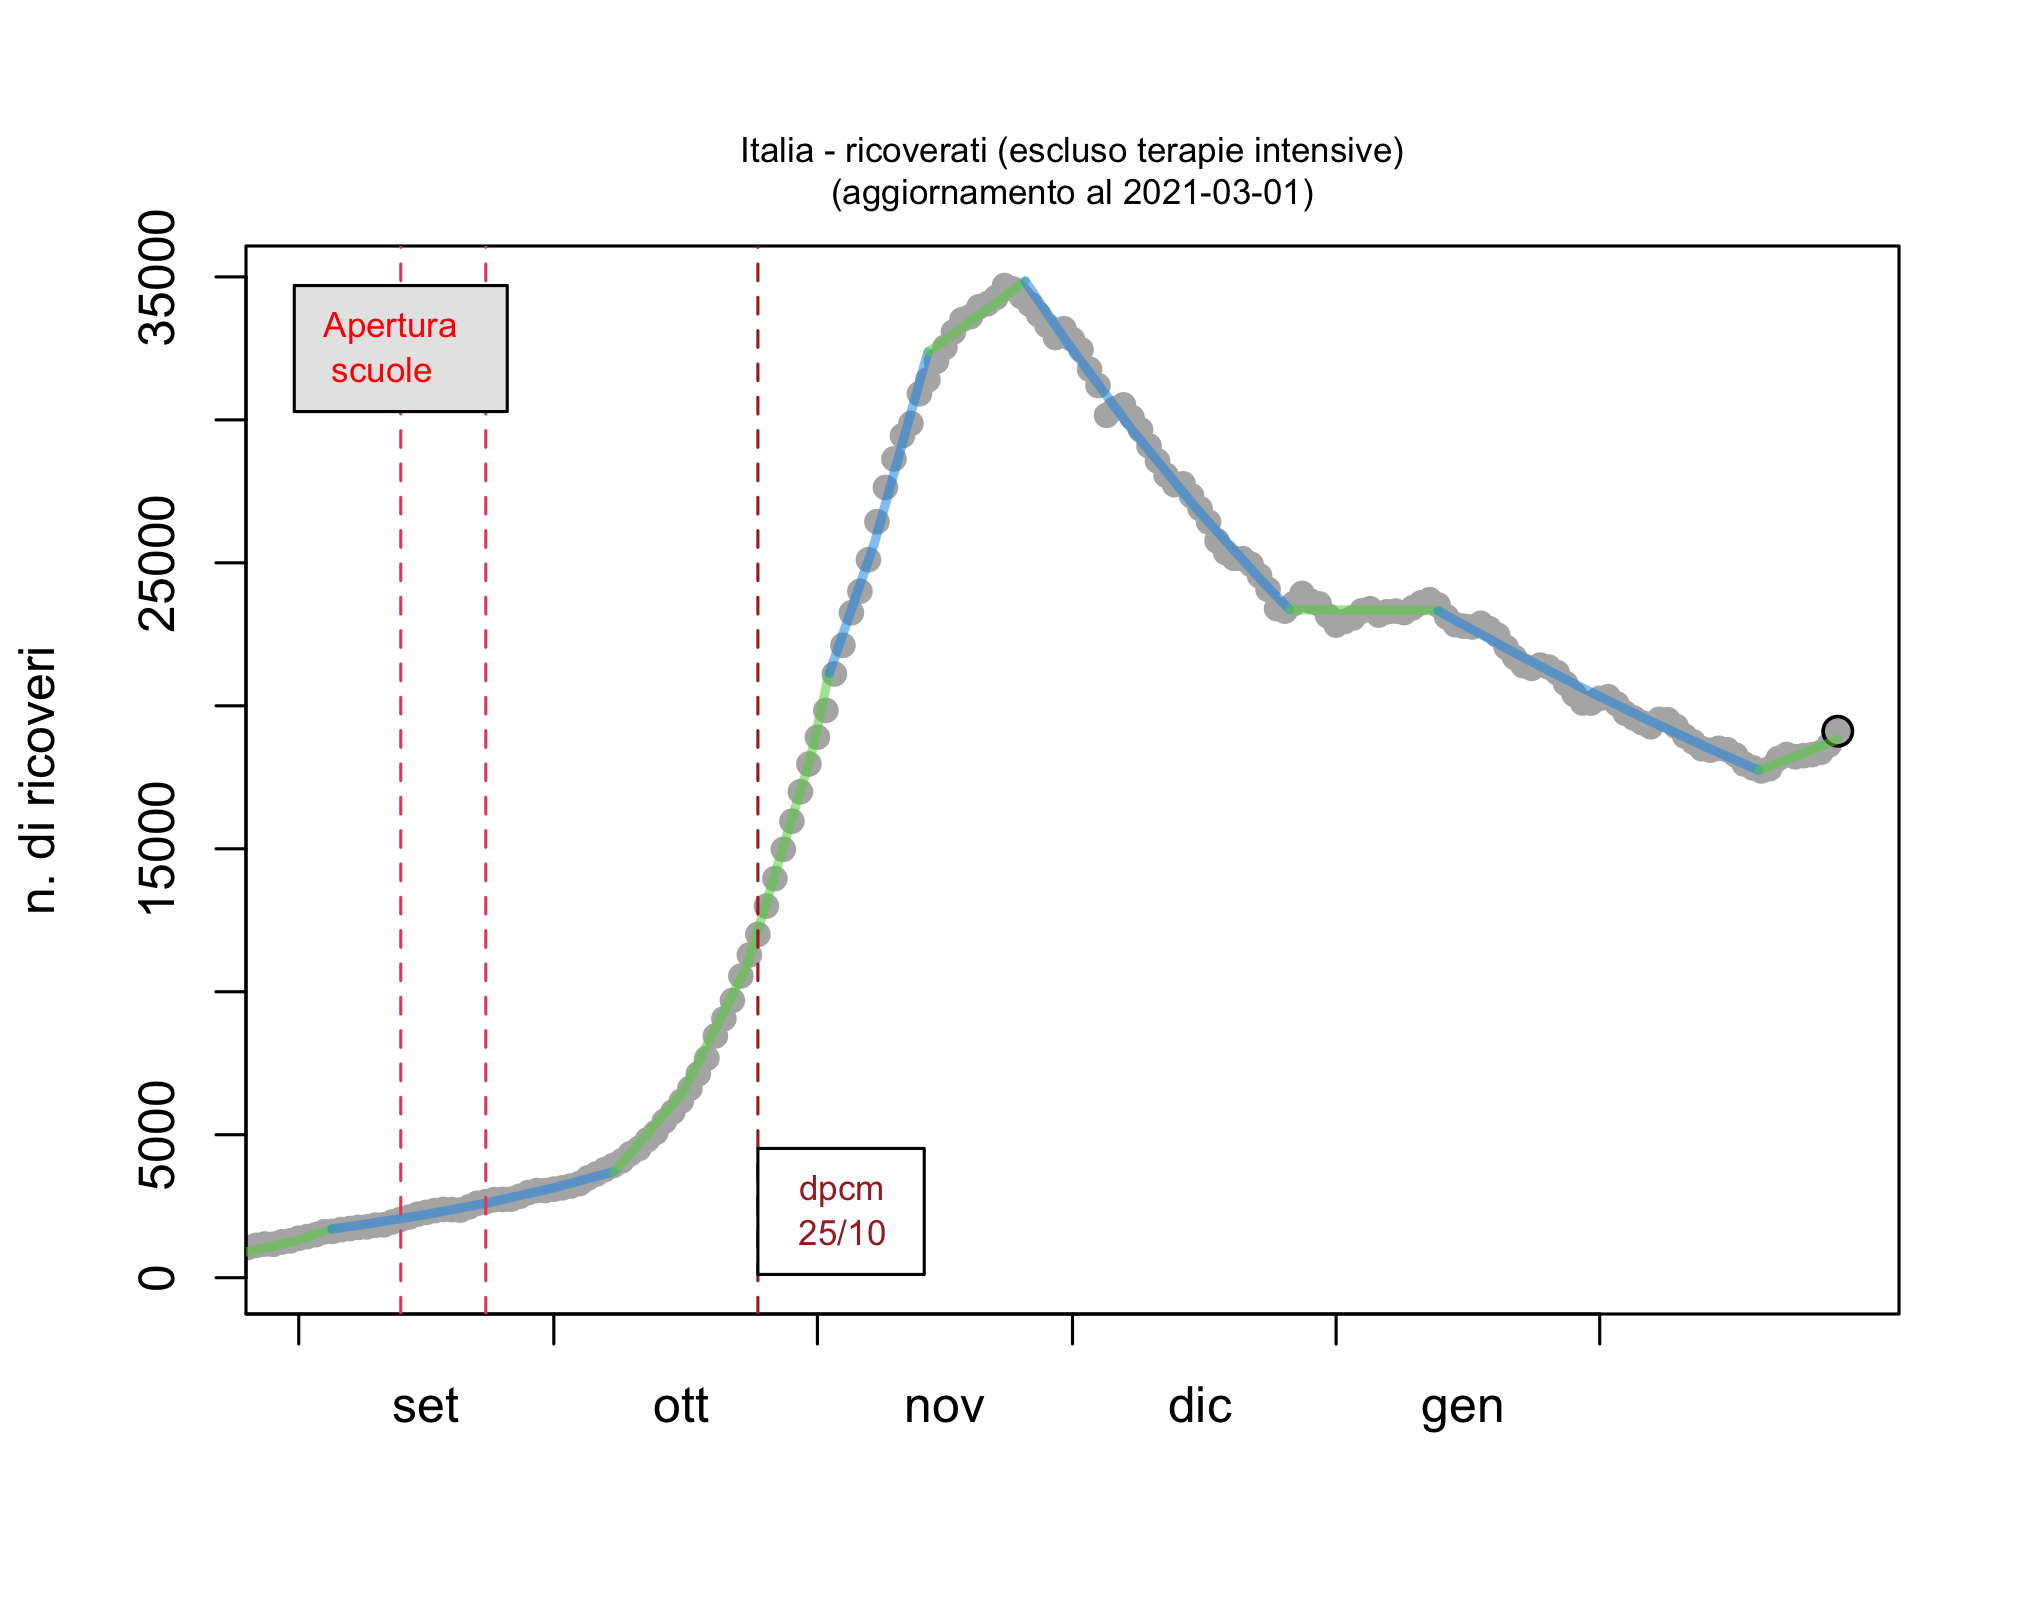 Italia - ricoverati (escluso terapie intensive)
(aggiornamento al 2021-03-01)
n. di ricoveri
35000
25000
15000
5000
0
Apertura
scuole
dpcm
25/10
set ott nov dic gen